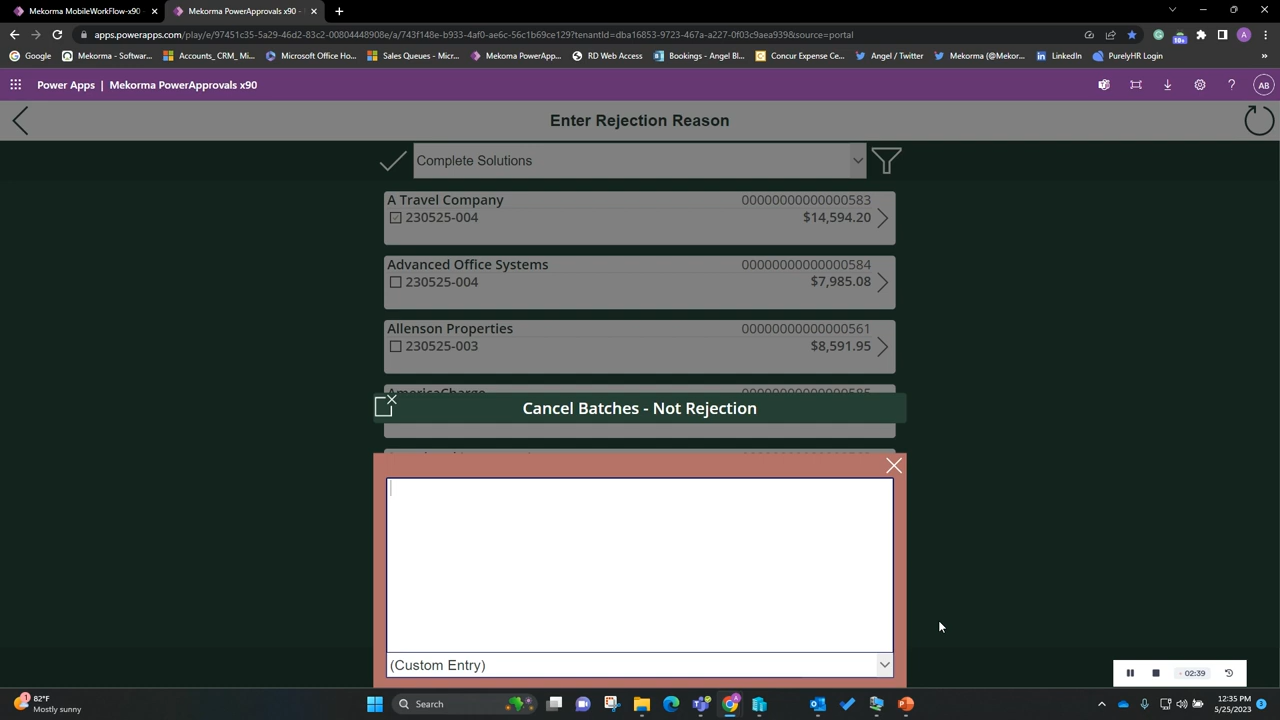 Mekorma MobileWorkFlow-x90 -
Mekorma PowerApprovals x90 -
apps.powerapps.com/play/e/97451c35-5a29-46d2-83c2-00804448908e/a/743f148e-b933-4af0-ae6c-56c1b69ce129?tenantId=dba16853-9723-467a-a227-0f03c9aea939&source=portal
Google
Mekorma - Softwar...
Accounts_CRM_Mi...
Microsoft Office Ho...
Sales Queues - Micr...
Mekoma PowerApp...
RD Web Access
Bookings - Angel Bl...
Concur Expense Ce...
Angel / Twitter
Mekorma (@Mekor...
LinkedIn
PurelyHR Login
Power Apps | Mekorma PowerApprovals x90
AB
Enter Rejection Reason
Complete Solutions
A Travel Company 00000000000000583
230525-004 $14,594.20
Advanced Office Systems 00000000000000584
230525-004 $7,985.08
Allenson Properties 00000000000000561
230525-003 $8,591.95
AmericaCharge 00000000000000585
Cancel Batches - Not Rejection
(Custom Entry)
02:39
82°F
Mostly sunny
Search
12:35 PM
5/25/2023